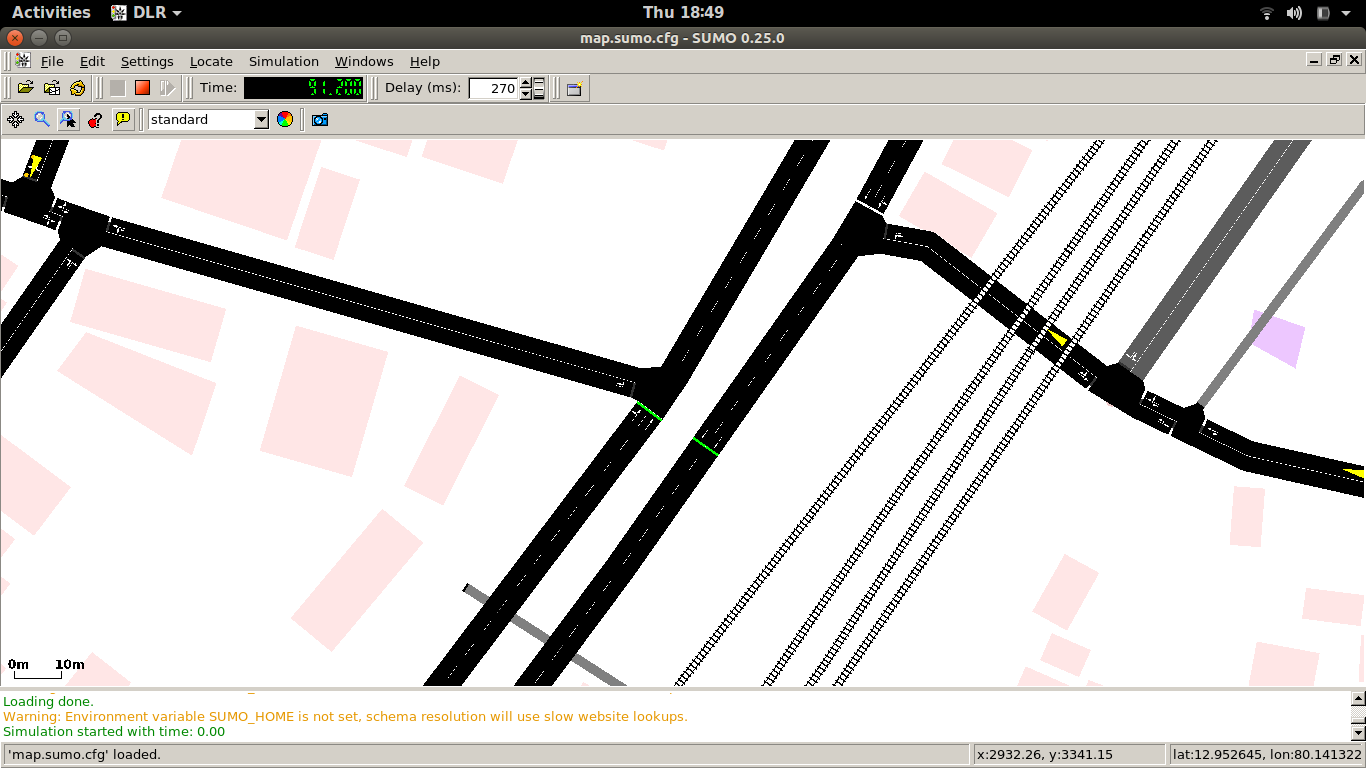 Activities DLR Thu 18:49
map.sumo.cfg - SUMO 0.25.0
File Edit Settings Locate Simulation Windows Help
Time: 91.200 Delay (ms): 270
standard
0m 10m
Loading done.
Warning: Environment variable SUMO_HOME is not set, schema resolution will use slow website lookups.
Simulation started with time: 0.00
'map.sumo.cfg' loaded. x:2932.26, y:3341.15 lat:12.952645, lon:80.141322